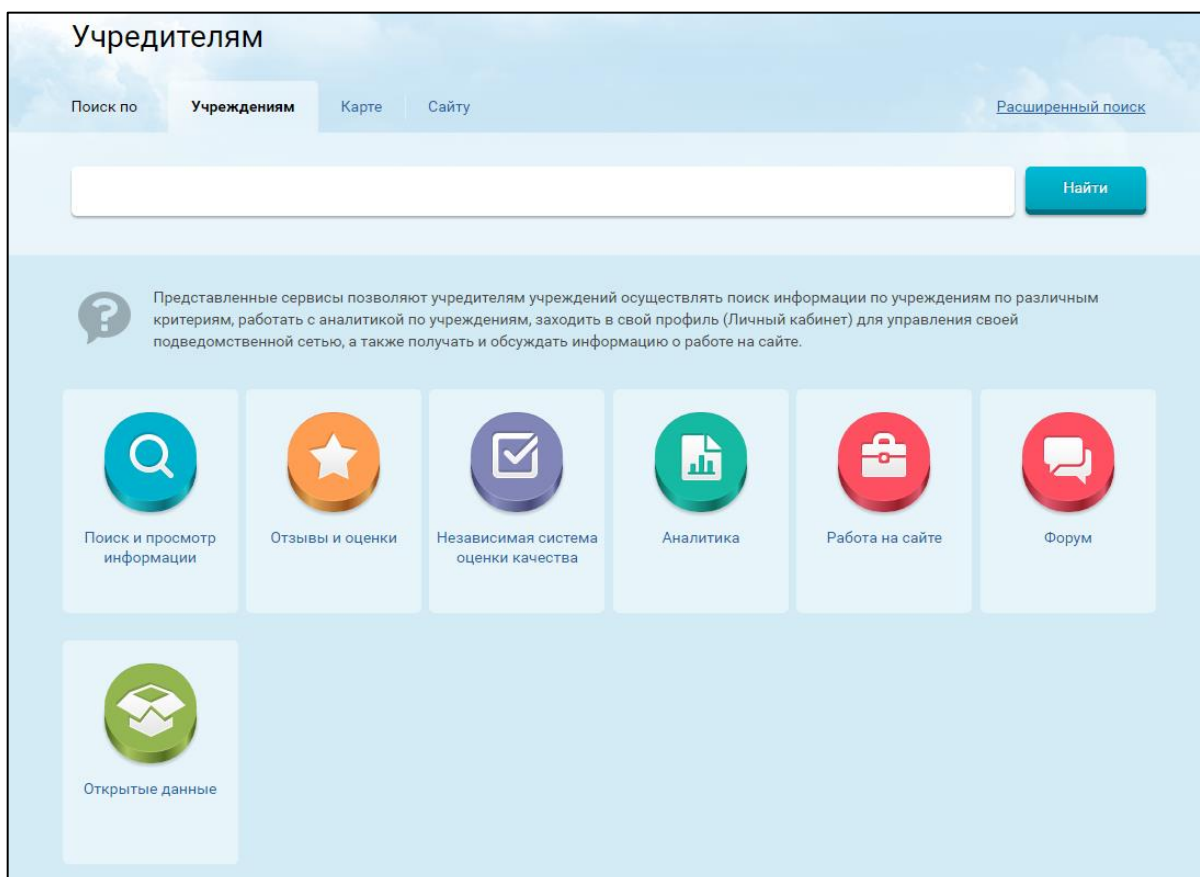 Учредителям
Поиск по Учреждениям Карте Сайту Расширенный поиск
Найти
Представленные сервисы позволяют учредителям учреждений осуществлять поиск информации по учреждениям по различным
критериям, работать с аналитикой по учреждениям, заходить в свой профиль (Личный кабинет) для управления своей
подведомственной сетью, а также получать и обсуждать информацию о работе на сайте.
Поиск и просмотр
информации
Отзывы и оценки
Независимая система
оценки качества
Аналитика
Работа на сайте
Форум
Открытые данные